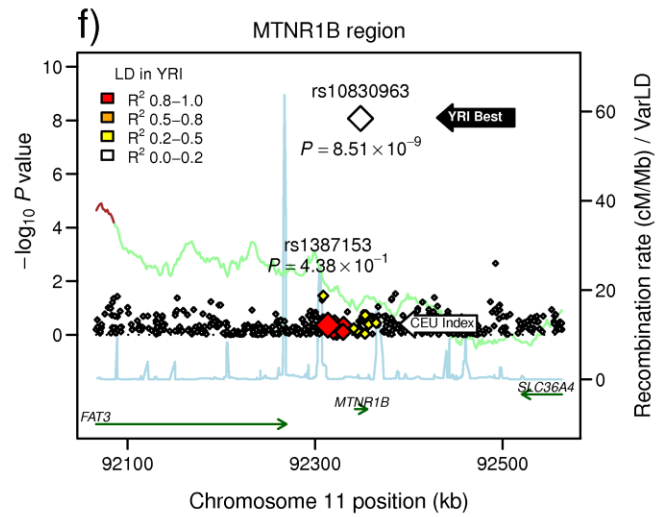 f)
MTNR1B region
LD in YRI
R² 0.8−1.0
R² 0.5−0.8
R² 0.2−0.5
R² 0.0−0.2
rs10830963
YRI Best
P = 8.51 × 10⁻⁹
rs1387153
P = 4.38 × 10⁻¹
CEU Index
SLC36A4
MTNR1B
FAT3
10
8
6
4
2
0
−log₁₀ P value
60
40
20
0
Recombination rate (cM/Mb) / VarLD
92100
92300
92500
Chromosome 11 position (kb)